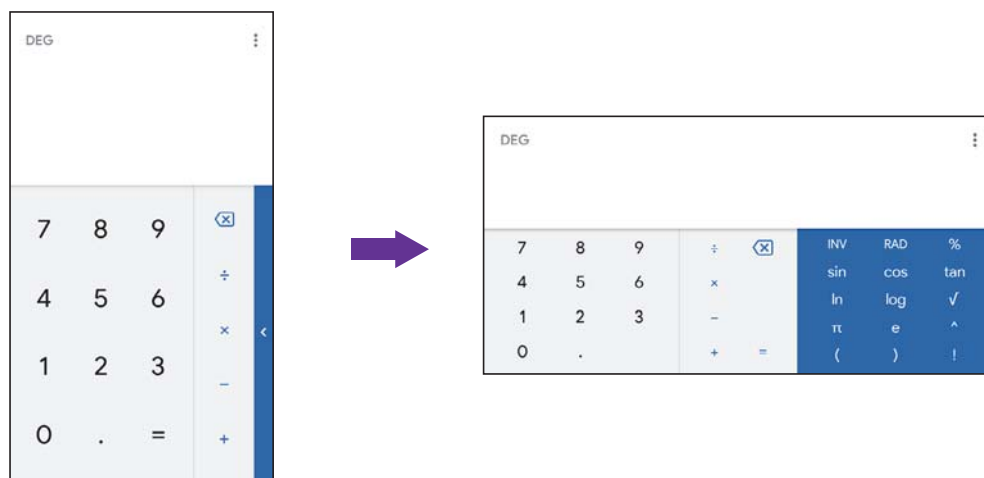 DEG
7 8 9
÷
4 5 6
×
<
1 2 3
−
0 . =
+
DEG
7 8 9 ÷ INV RAD %
4 5 6 × sin cos tan
ln log √
1 2 3 −
π e ^
0 . + = ( ) !